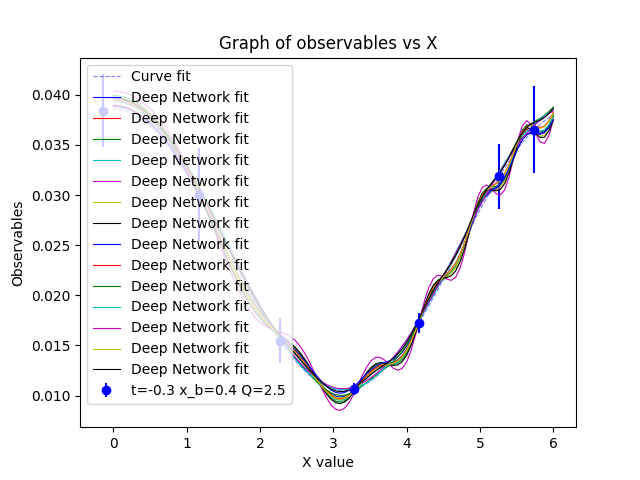 Graph of observables vs X
Curve fit
Deep Network fit
Deep Network fit
Deep Network fit
Deep Network fit
Deep Network fit
Deep Network fit
Deep Network fit
Deep Network fit
Deep Network fit
Deep Network fit
Deep Network fit
Deep Network fit
Deep Network fit
Deep Network fit
t=-0.3 x_b=0.4 Q=2.5
Observables
0.040
0.035
0.030
0.025
0.020
0.015
0.010
0 1 2 3 4 5 6
X value